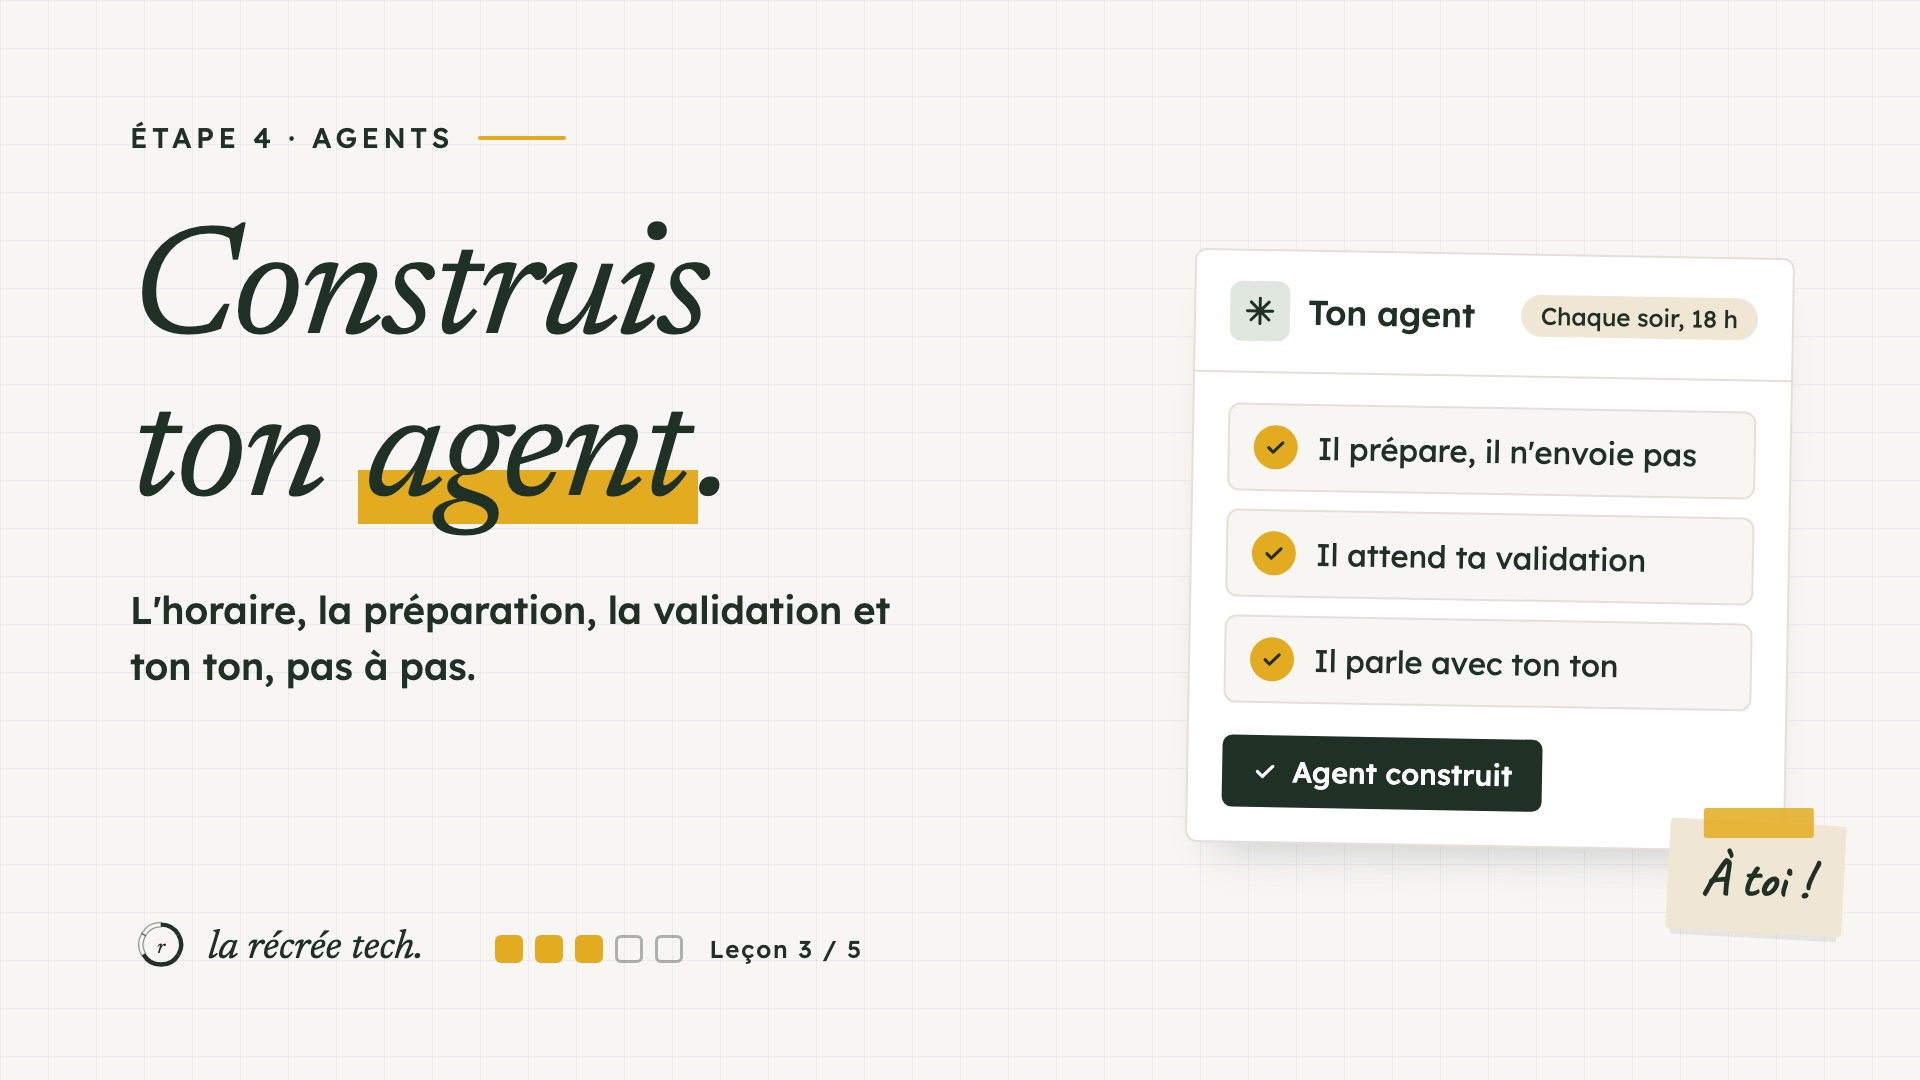 ÉTAPE 4 · AGENTS
Construis
ton agent.
L'horaire, la préparation, la validation et
ton ton, pas à pas.
Ton agent
Chaque soir, 18 h
Il prépare, il n'envoie pas
Il attend ta validation
Il parle avec ton ton
Agent construit
À toi !
r
la récrée tech.
Leçon 3 / 5